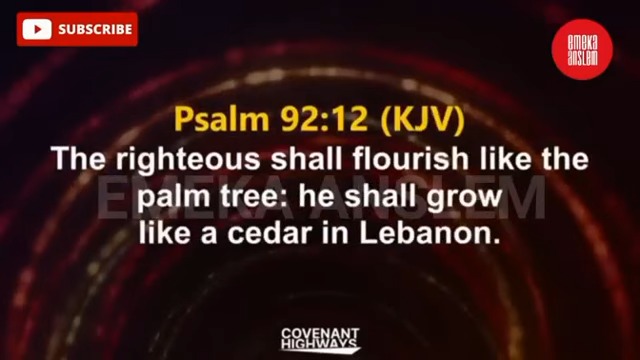 SUBSCRIBE
EMEKA
ANSLEM
Psalm 92:12 (KJV)
The righteous shall flourish like the
palm tree: he shall grow
EMEKA ANSLEM
like a cedar in Lebanon.
COVENANT
HIGHWAYS